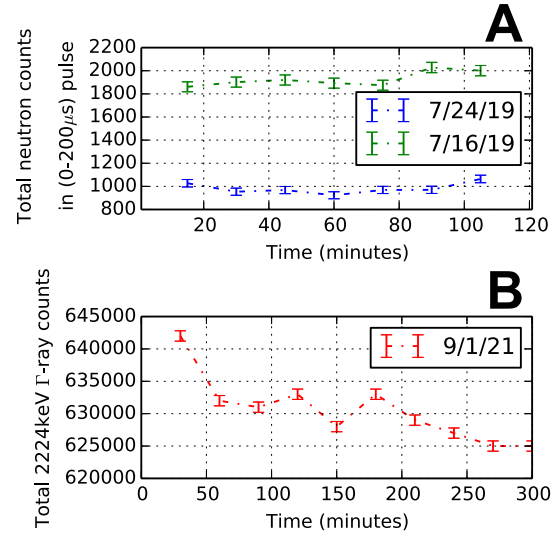 A
Total neutron counts
in (0-200μs) pulse
2200
2000
1800
1600
1400
1200
1000
800
7/24/19
7/16/19
20 40 60 80 100 120
Time (minutes)
B
Total 2224keV Γ-ray counts
645000
640000
635000
630000
625000
620000
9/1/21
0 50 100 150 200 250 300
Time (minutes)